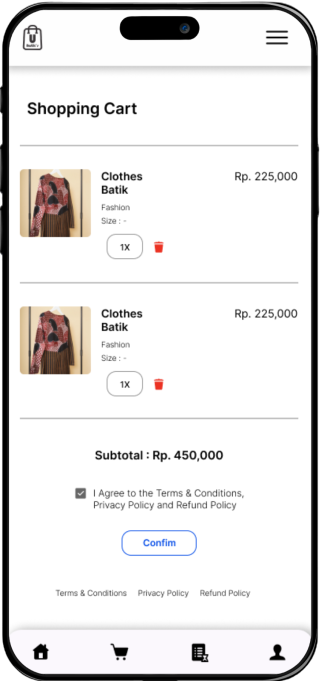 U
Shopping Cart
Clothes
Batik
Rp. 225,000
Fashion
Size : -
1X
Clothes
Batik
Rp. 225,000
Fashion
Size : -
1X
Subtotal : Rp. 450,000
I Agree to the Terms & Conditions,
Privacy Policy and Refund Policy
Confim
Terms & Conditions Privacy Policy Refund Policy